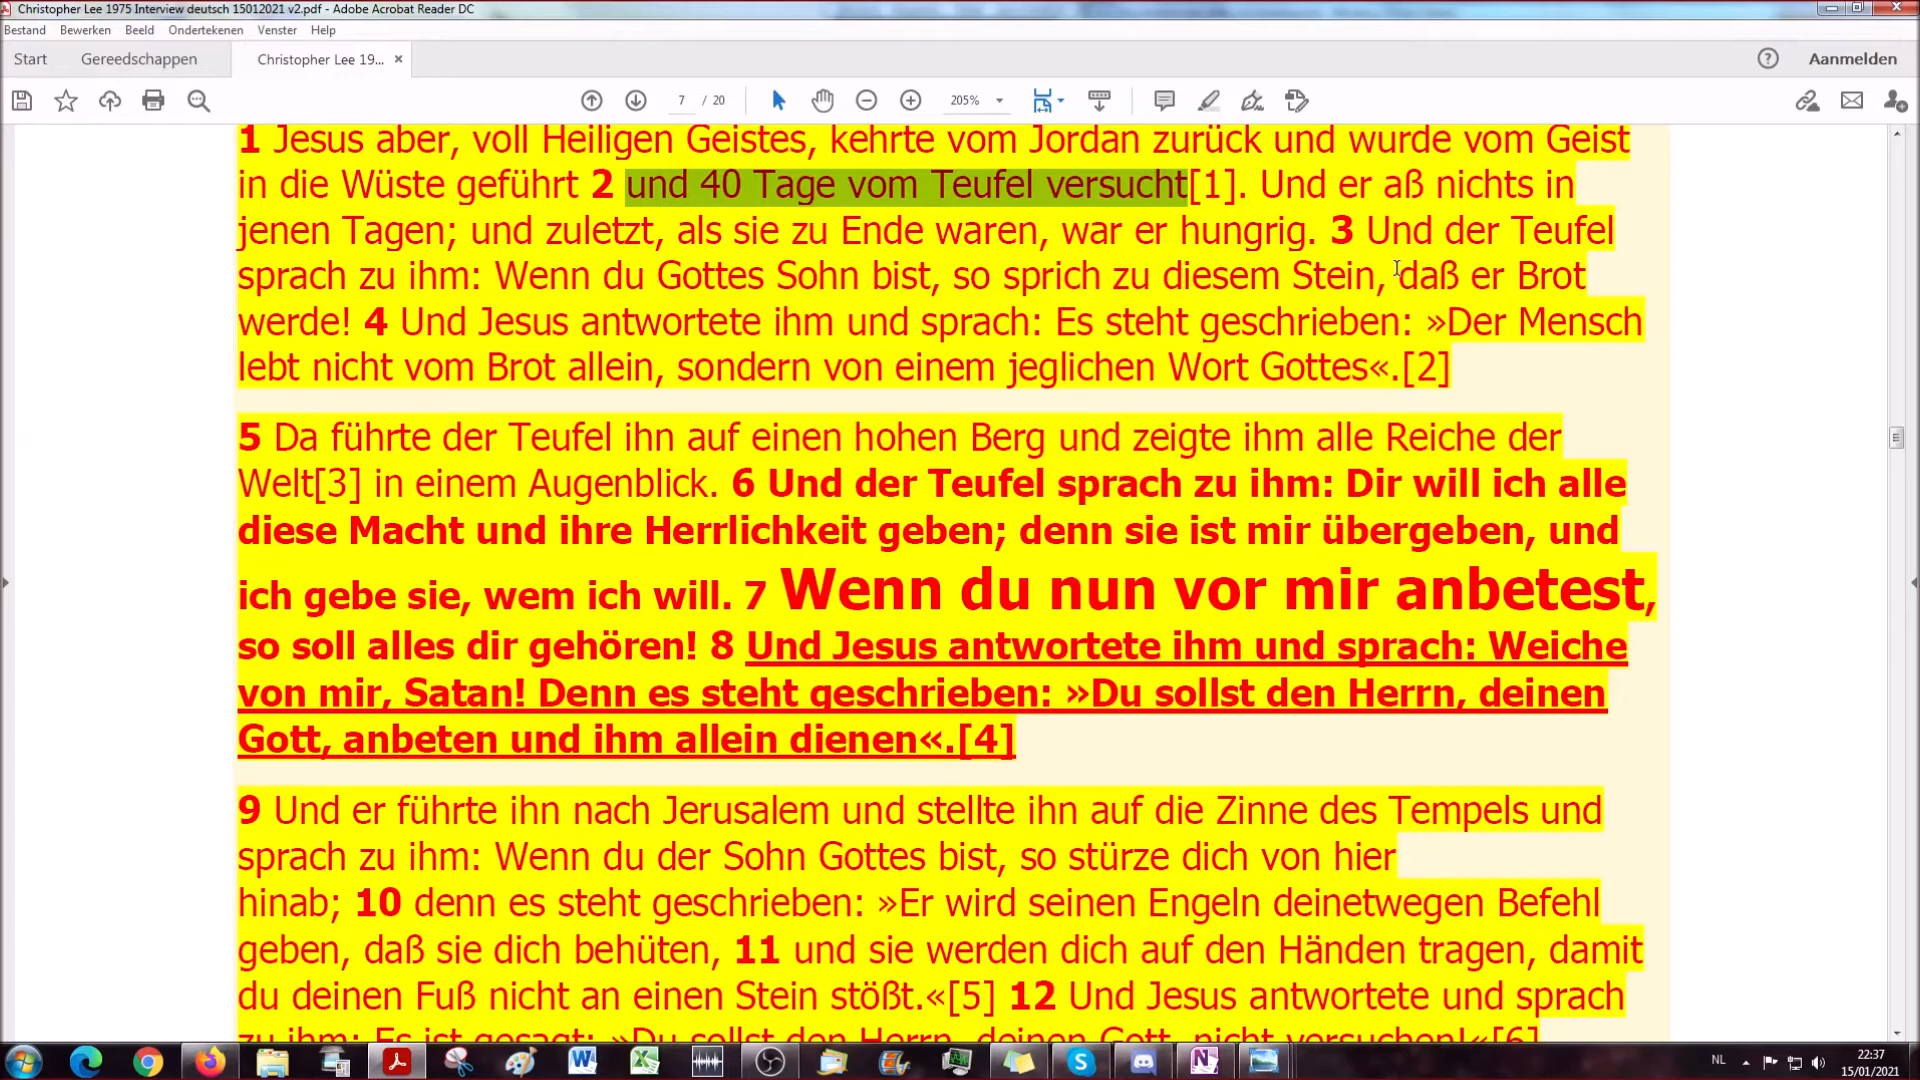 Christopher Lee 1975 Interview deutsch 15012021 v2.pdf - Adobe Acrobat Reader DC
Bestand Bewerken Beeld Ondertekenen Venster Help
Start Gereedschappen Christopher Lee 19... × Aanmelden
7 / 20 205%
1 Jesus aber, voll Heiligen Geistes, kehrte vom Jordan zurück und wurde vom Geist
in die Wüste geführt 2 und 40 Tage vom Teufel versucht[1]. Und er aß nichts in
jenen Tagen; und zuletzt, als sie zu Ende waren, war er hungrig. 3 Und der Teufel
sprach zu ihm: Wenn du Gottes Sohn bist, so sprich zu diesem Stein, daß er Brot
werde! 4 Und Jesus antwortete ihm und sprach: Es steht geschrieben: »Der Mensch
lebt nicht vom Brot allein, sondern von einem jeglichen Wort Gottes«.[2]
5 Da führte der Teufel ihn auf einen hohen Berg und zeigte ihm alle Reiche der
Welt[3] in einem Augenblick. 6 Und der Teufel sprach zu ihm: Dir will ich alle
diese Macht und ihre Herrlichkeit geben; denn sie ist mir übergeben, und
ich gebe sie, wem ich will. 7 Wenn du nun vor mir anbetest,
so soll alles dir gehören! 8 Und Jesus antwortete ihm und sprach: Weiche
von mir, Satan! Denn es steht geschrieben: »Du sollst den Herrn, deinen
Gott, anbeten und ihm allein dienen«.[4]
9 Und er führte ihn nach Jerusalem und stellte ihn auf die Zinne des Tempels und
sprach zu ihm: Wenn du der Sohn Gottes bist, so stürze dich von hier
hinab; 10 denn es steht geschrieben: »Er wird seinen Engeln deinetwegen Befehl
geben, daß sie dich behüten, 11 und sie werden dich auf den Händen tragen, damit
du deinen Fuß nicht an einen Stein stößt.«[5] 12 Und Jesus antwortete und sprach
zu ihm: Es ist gesagt: »Du sollst den Herrn, deinen Gott, nicht versuchen!«[6]
NL 22:37
15/01/2021